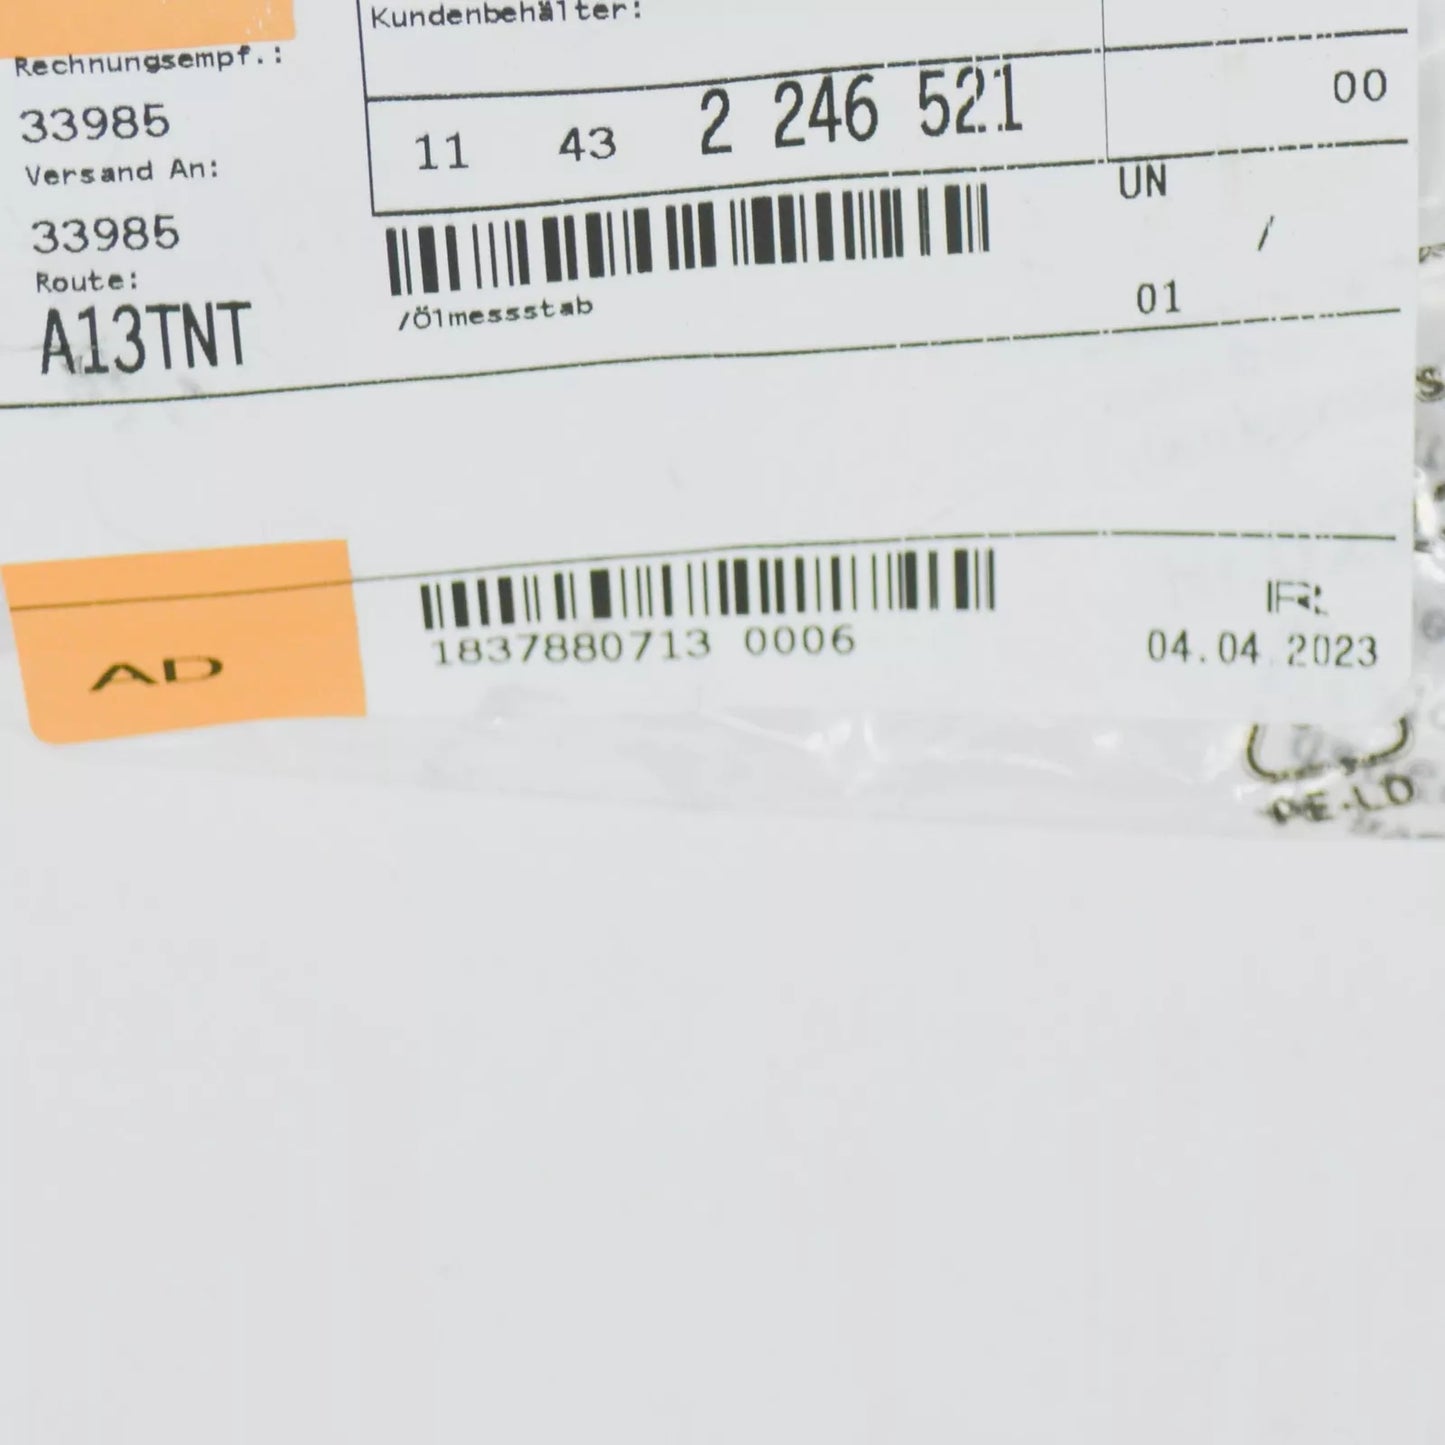 Kundenbehälter:
Rechnungsempf.:
33985
Versand An:
33985
Route:
A13TNT
11 43 2 246 521
00
UN
/
01
/Ölmessstab
AD
1837880713 0006
04.04.2023
PE-LD